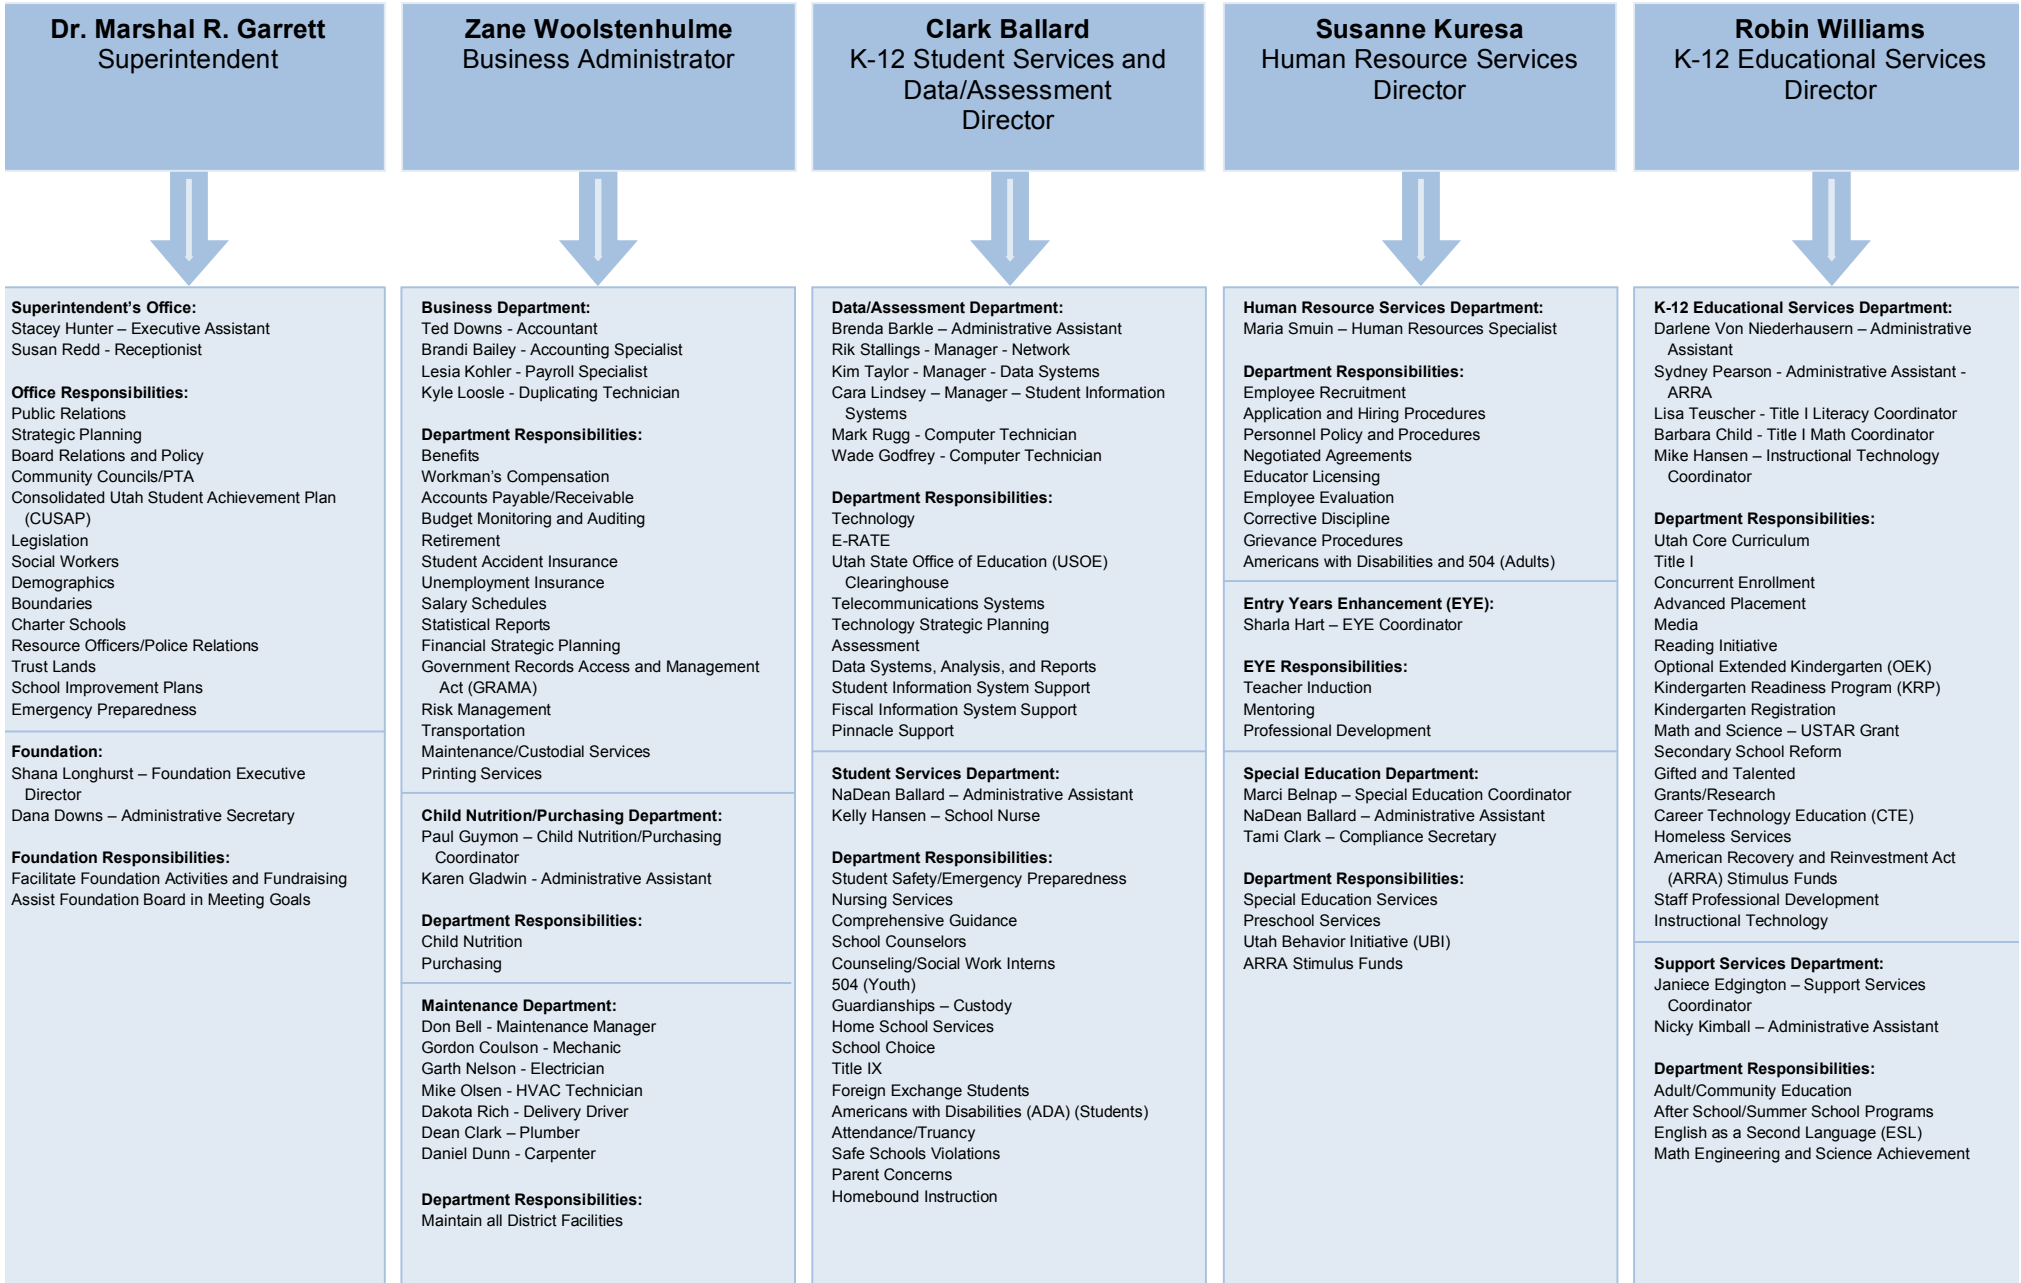 Dr. Marshal R. Garrett
Superintendent
Superintendent’s Office:
Stacey Hunter – Executive Assistant
Susan Redd - Receptionist
Office Responsibilities:
Public Relations
Strategic Planning
Board Relations and Policy
Community Councils/PTA
Consolidated Utah Student Achievement Plan
(CUSAP)
Legislation
Social Workers
Demographics
Boundaries
Charter Schools
Resource Officers/Police Relations
Trust Lands
School Improvement Plans
Emergency Preparedness
Foundation:
Shana Longhurst – Foundation Executive
Director
Dana Downs – Administrative Secretary
Foundation Responsibilities:
Facilitate Foundation Activities and Fundraising
Assist Foundation Board in Meeting Goals
Zane Woolstenhulme
Business Administrator
Business Department:
Ted Downs - Accountant
Brandi Bailey - Accounting Specialist
Lesia Kohler - Payroll Specialist
Kyle Loosle - Duplicating Technician
Department Responsibilities:
Benefits
Workman’s Compensation
Accounts Payable/Receivable
Budget Monitoring and Auditing
Retirement
Student Accident Insurance
Unemployment Insurance
Salary Schedules
Statistical Reports
Financial Strategic Planning
Government Records Access and Management
Act (GRAMA)
Risk Management
Transportation
Maintenance/Custodial Services
Printing Services
Child Nutrition/Purchasing Department:
Paul Guymon – Child Nutrition/Purchasing
Coordinator
Karen Gladwin - Administrative Assistant
Department Responsibilities:
Child Nutrition
Purchasing
Maintenance Department:
Don Bell - Maintenance Manager
Gordon Coulson - Mechanic
Garth Nelson - Electrician
Mike Olsen - HVAC Technician
Dakota Rich - Delivery Driver
Dean Clark – Plumber
Daniel Dunn - Carpenter
Department Responsibilities:
Maintain all District Facilities
Clark Ballard
K-12 Student Services and
Data/Assessment
Director
Data/Assessment Department:
Brenda Barkle – Administrative Assistant
Rik Stallings - Manager - Network
Kim Taylor - Manager - Data Systems
Cara Lindsey – Manager – Student Information
Systems
Mark Rugg - Computer Technician
Wade Godfrey - Computer Technician
Department Responsibilities:
Technology
E-RATE
Utah State Office of Education (USOE)
Clearinghouse
Telecommunications Systems
Technology Strategic Planning
Assessment
Data Systems, Analysis, and Reports
Student Information System Support
Fiscal Information System Support
Pinnacle Support
Student Services Department:
NaDean Ballard – Administrative Assistant
Kelly Hansen – School Nurse
Department Responsibilities:
Student Safety/Emergency Preparedness
Nursing Services
Comprehensive Guidance
School Counselors
Counseling/Social Work Interns
504 (Youth)
Guardianships – Custody
Home School Services
School Choice
Title IX
Foreign Exchange Students
Americans with Disabilities (ADA) (Students)
Attendance/Truancy
Safe Schools Violations
Parent Concerns
Homebound Instruction
Susanne Kuresa
Human Resource Services
Director
Human Resource Services Department:
Maria Smuin – Human Resources Specialist
Department Responsibilities:
Employee Recruitment
Application and Hiring Procedures
Personnel Policy and Procedures
Negotiated Agreements
Educator Licensing
Employee Evaluation
Corrective Discipline
Grievance Procedures
Americans with Disabilities and 504 (Adults)
Entry Years Enhancement (EYE):
Sharla Hart – EYE Coordinator
EYE Responsibilities:
Teacher Induction
Mentoring
Professional Development
Special Education Department:
Marci Belnap – Special Education Coordinator
NaDean Ballard – Administrative Assistant
Tami Clark – Compliance Secretary
Department Responsibilities:
Special Education Services
Preschool Services
Utah Behavior Initiative (UBI)
ARRA Stimulus Funds
Robin Williams
K-12 Educational Services
Director
K-12 Educational Services Department:
Darlene Von Niederhausern – Administrative
Assistant
Sydney Pearson - Administrative Assistant -
ARRA
Lisa Teuscher - Title I Literacy Coordinator
Barbara Child - Title I Math Coordinator
Mike Hansen – Instructional Technology
Coordinator
Department Responsibilities:
Utah Core Curriculum
Title I
Concurrent Enrollment
Advanced Placement
Media
Reading Initiative
Optional Extended Kindergarten (OEK)
Kindergarten Readiness Program (KRP)
Kindergarten Registration
Math and Science – USTAR Grant
Secondary School Reform
Gifted and Talented
Grants/Research
Career Technology Education (CTE)
Homeless Services
American Recovery and Reinvestment Act
(ARRA) Stimulus Funds
Staff Professional Development
Instructional Technology
Support Services Department:
Janiece Edgington – Support Services
Coordinator
Nicky Kimball – Administrative Assistant
Department Responsibilities:
Adult/Community Education
After School/Summer School Programs
English as a Second Language (ESL)
Math Engineering and Science Achievement